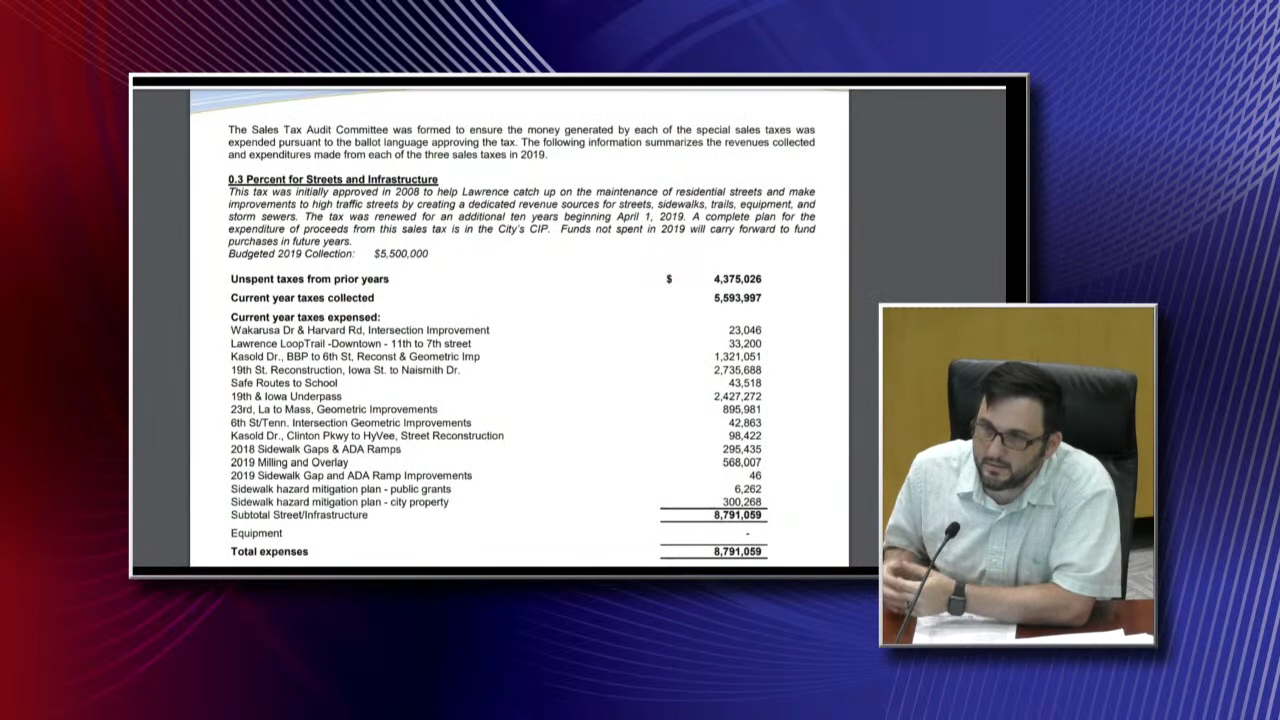 The Sales Tax Audit Committee was formed to ensure the money generated by each of the special sales taxes was
expended pursuant to the ballot language approving the tax. The following information summarizes the revenues collected
and expenditures made from each of the three sales taxes in 2019.
0.3 Percent for Streets and Infrastructure
This tax was initially approved in 2008 to help Lawrence catch up on the maintenance of residential streets and make
improvements to high traffic streets by creating a dedicated revenue sources for streets, sidewalks, trails, equipment, and
storm sewers. The tax was renewed for an additional ten years beginning April 1, 2019. A complete plan for the
expenditure of proceeds from this sales tax is in the City's CIP. Funds not spent in 2019 will carry forward to fund
purchases in future years.
Budgeted 2019 Collection: $5,500,000
Unspent taxes from prior years $ 4,375,026
Current year taxes collected 5,593,997
Current year taxes expensed:
Wakarusa Dr & Harvard Rd, Intersection Improvement 23,046
Lawrence LoopTrail -Downtown - 11th to 7th street 33,200
Kasold Dr., BBP to 6th St, Reconst & Geometric Imp 1,321,051
19th St. Reconstruction, Iowa St. to Naismith Dr. 2,735,688
Safe Routes to School 43,518
19th & Iowa Underpass 2,427,272
23rd, La to Mass, Geometric Improvements 895,981
6th St/Tenn. Intersection Geometric Improvements 42,863
Kasold Dr., Clinton Pkwy to HyVee, Street Reconstruction 98,422
2018 Sidewalk Gaps & ADA Ramps 295,435
2019 Milling and Overlay 568,007
2019 Sidewalk Gap and ADA Ramp Improvements 46
Sidewalk hazard mitigation plan - public grants 6,262
Sidewalk hazard mitigation plan - city property 300,268
Subtotal Street/Infrastructure 8,791,059
Equipment -
Total expenses 8,791,059